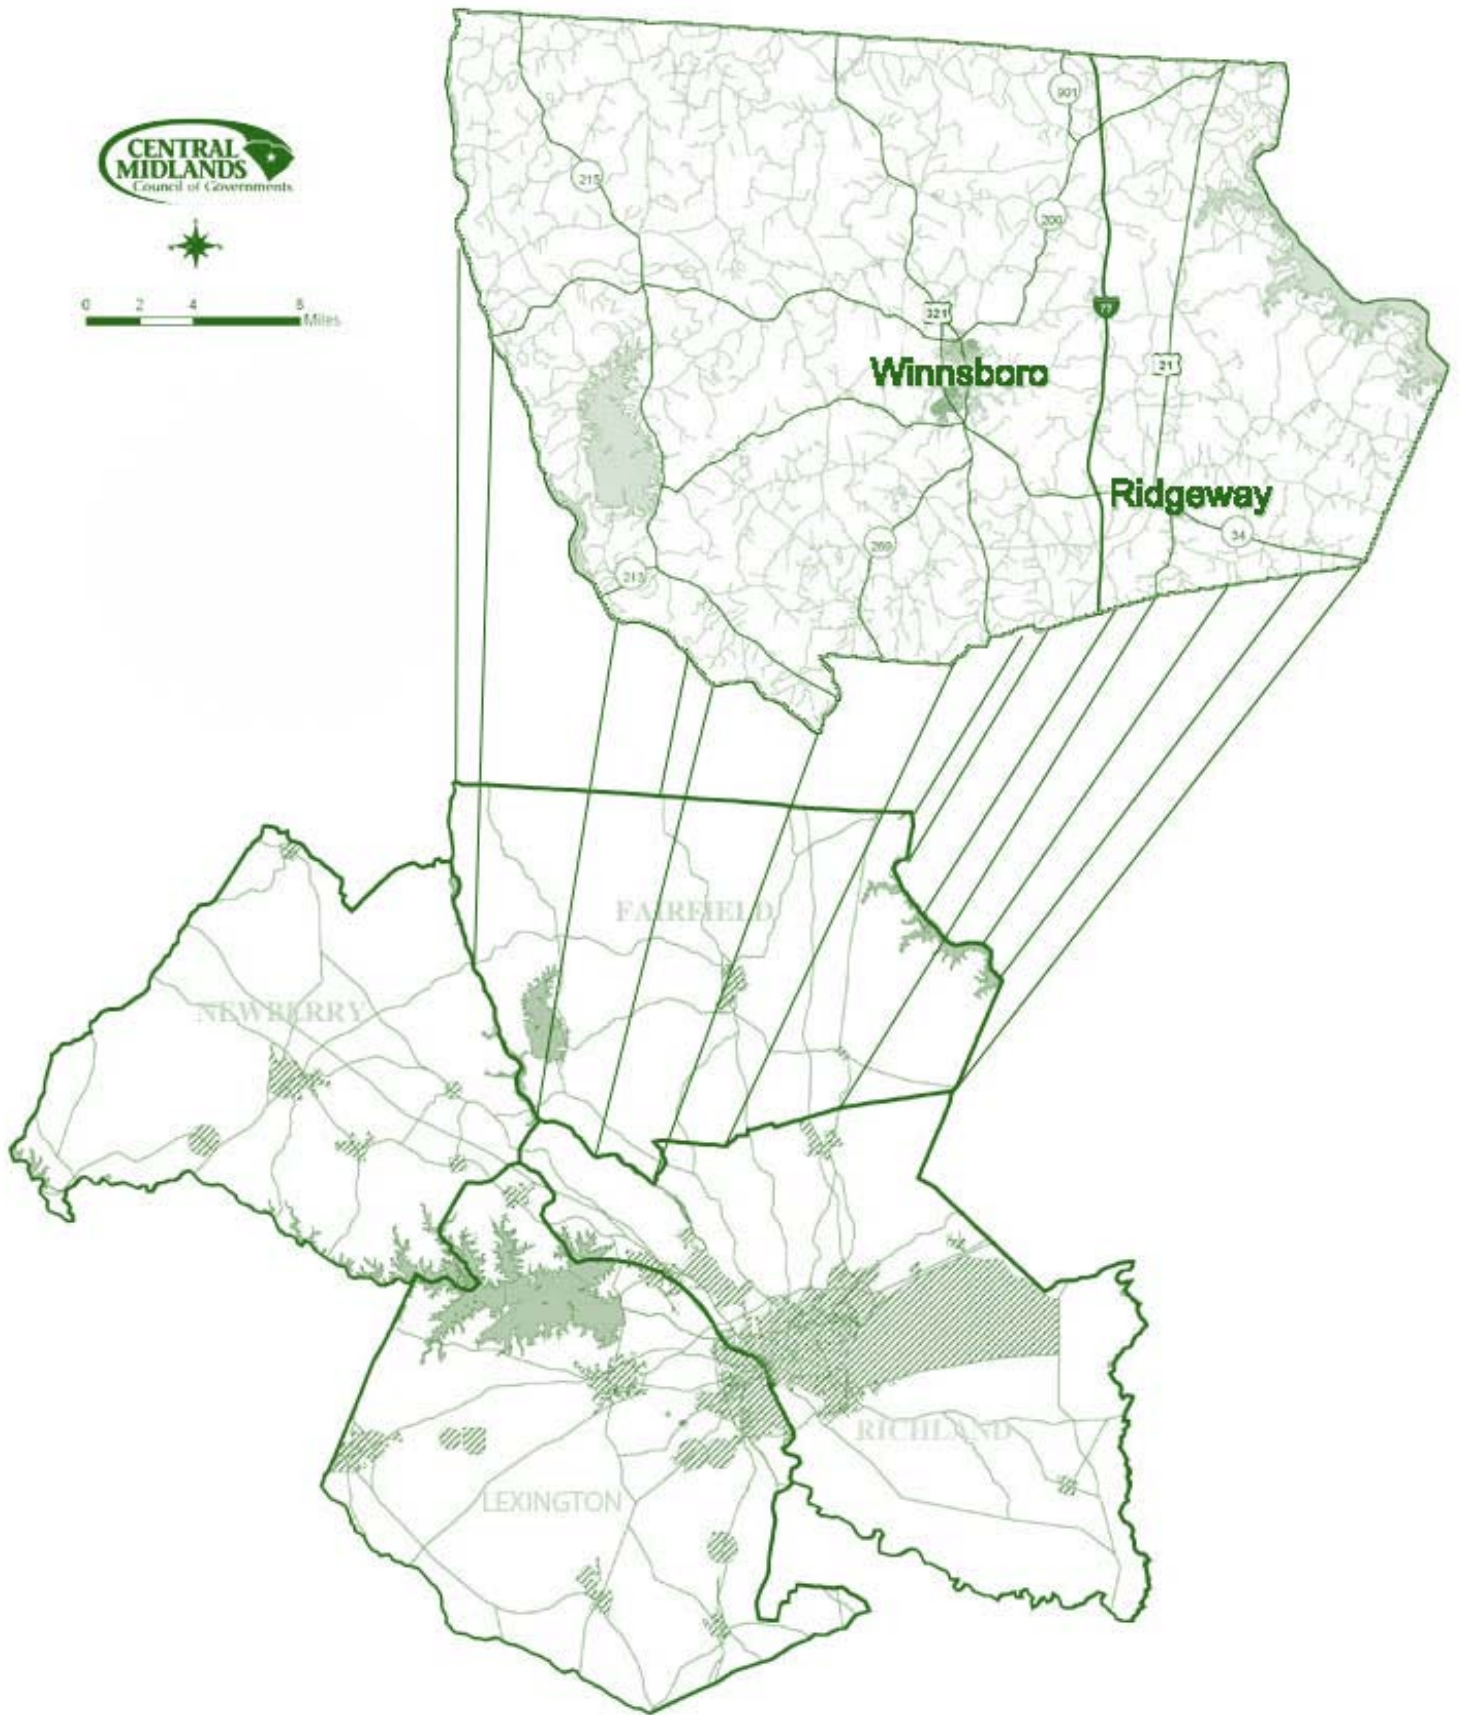 CENTRAL
MIDLANDS
Council of Governments
0 2 4 8
Miles
901
215
200
77
321
21
Winnsboro
Ridgeway
34
269
213
FAIRFIELD
NEWBERRY
RICHLAND
LEXINGTON